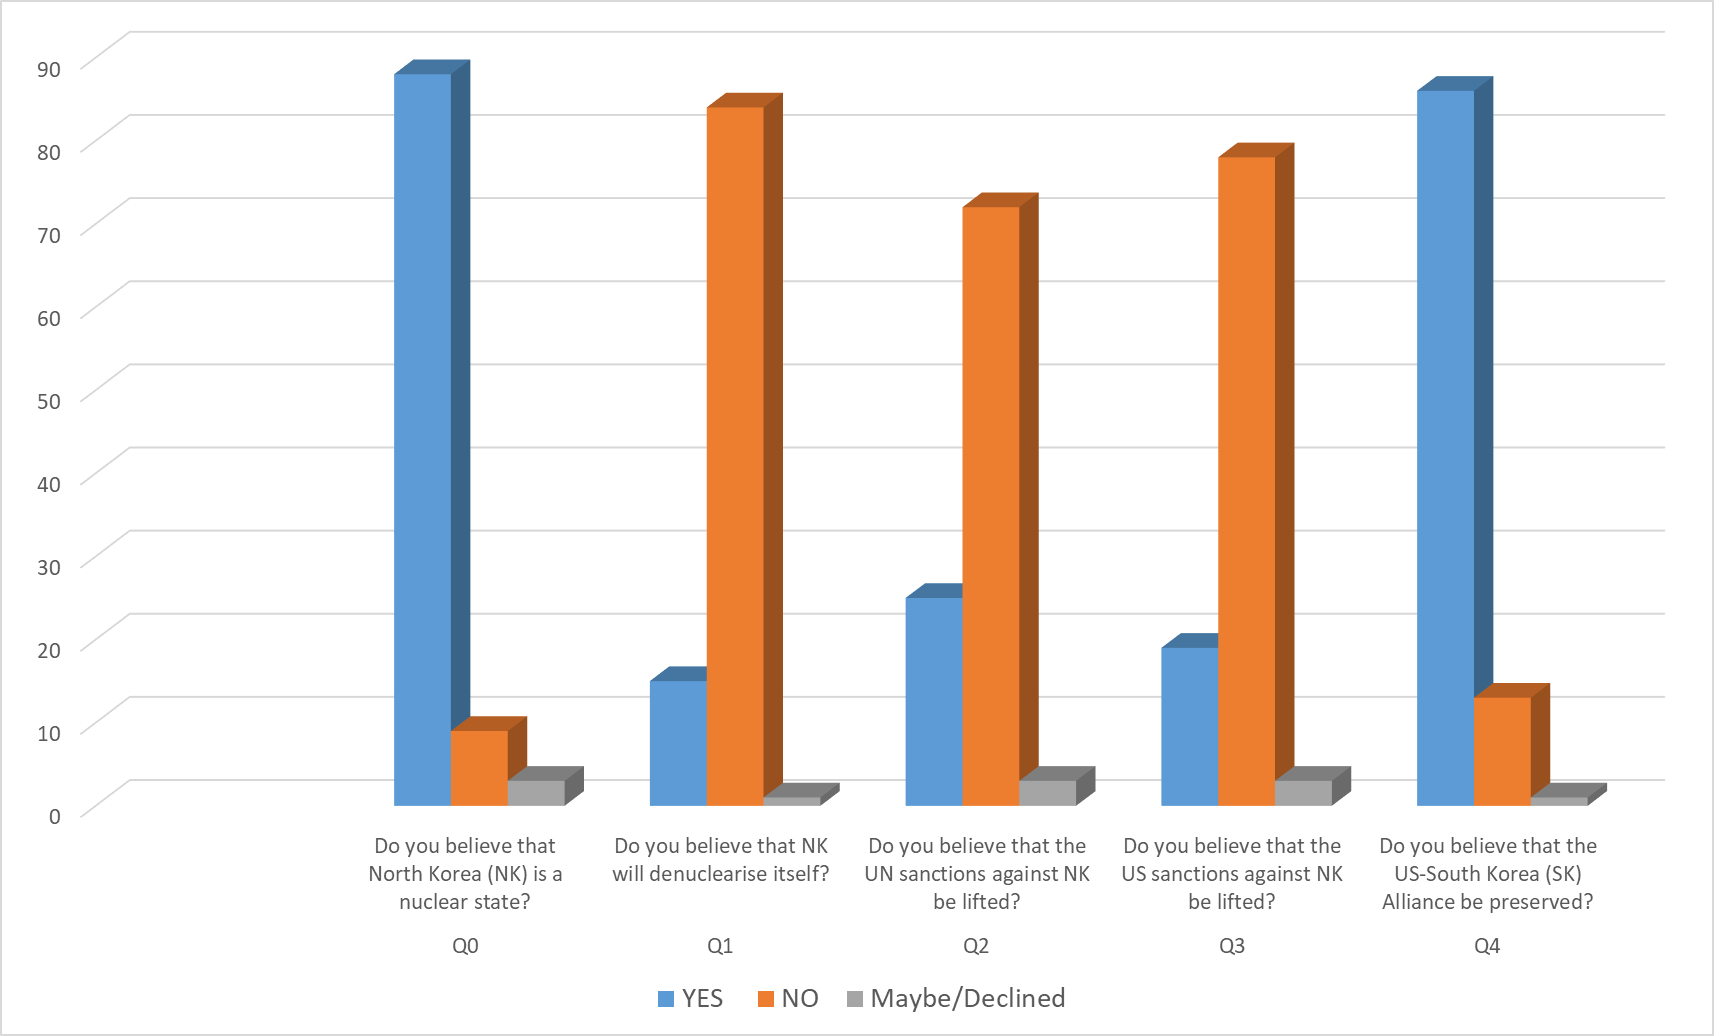 90
80
70
60
50
40
30
20
10
0
Do you believe that
North Korea (NK) is a
nuclear state?
Do you believe that NK
will denuclearise itself?
Do you believe that the
UN sanctions against NK
be lifted?
Do you believe that the
US sanctions against NK
be lifted?
Do you believe that the
US-South Korea (SK)
Alliance be preserved?
Q0
Q1
Q2
Q3
Q4
YES
NO
Maybe/Declined